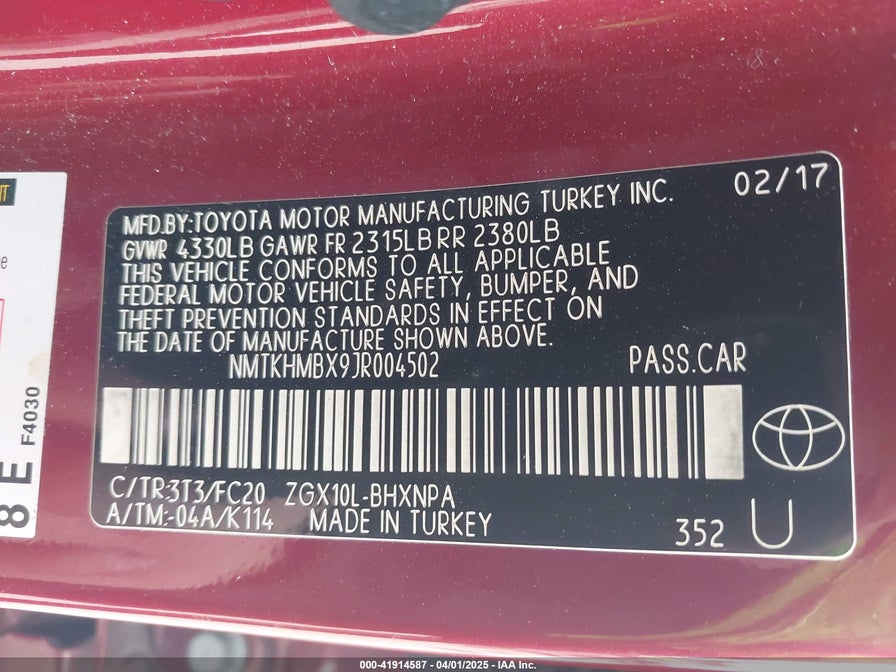 02/17
MFD.BY:TOYOTA MOTOR MANUFACTURING TURKEY INC.
GVWR 4330LB GAWR FR 2315LB RR 2380LB
THIS VEHICLE CONFORMS TO ALL APPLICABLE
FEDERAL MOTOR VEHICLE SAFETY, BUMPER, AND
THEFT PREVENTION STANDARDS IN EFFECT ON
THE DATE OF MANUFACTURE SHOWN ABOVE.
NMTKHMBX9JR004502 PASS.CAR
C/TR:3T3/FC20 ZGX10L-BHXNPA
A/TM:-04A/K114 MADE IN TURKEY
352 U
F4030
8 E
000-41914587 - 04/01/2025 - IAA Inc.